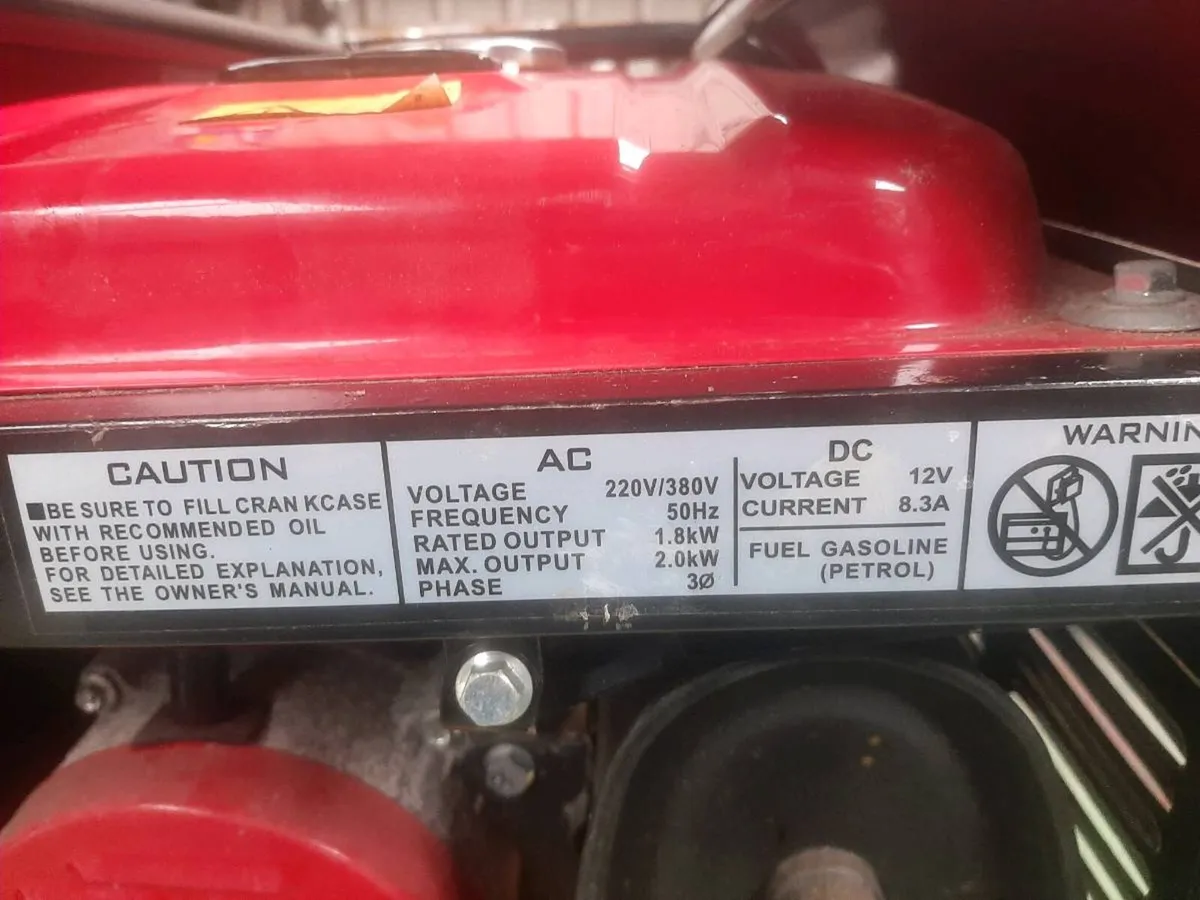 CAUTION
■BE SURE TO FILL CRAN KCASE
WITH RECOMMENDED OIL
BEFORE USING.
FOR DETAILED EXPLANATION,
SEE THE OWNER'S MANUAL.
AC
VOLTAGE 220V/380V
FREQUENCY 50Hz
RATED OUTPUT 1.8kW
MAX. OUTPUT 2.0kW
PHASE 3Ø
DC
VOLTAGE 12V
CURRENT 8.3A
FUEL GASOLINE
(PETROL)
WARNIN